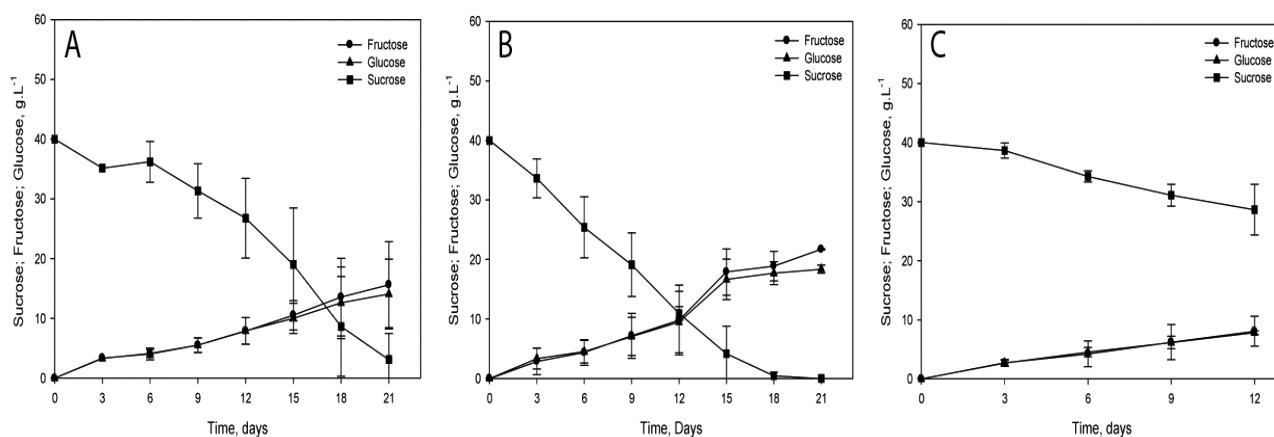 A
Sucrose; Fructose; Glucose, g.L⁻¹
60
50
40
30
20
10
0
Fructose
Glucose
Sucrose
0 3 6 9 12 15 18 21
Time, days
B
Sucrose; Fructose; Glucose, g.L⁻¹
60
50
40
30
20
10
0
Fructose
Glucose
Sucrose
0 3 6 9 12 15 18 21
Time, Days
C
Sucrose; Fructose; Glucose, g.L⁻¹
60
50
40
30
20
10
0
Fructose
Glucose
Sucrose
0 3 6 9 12
Time, days